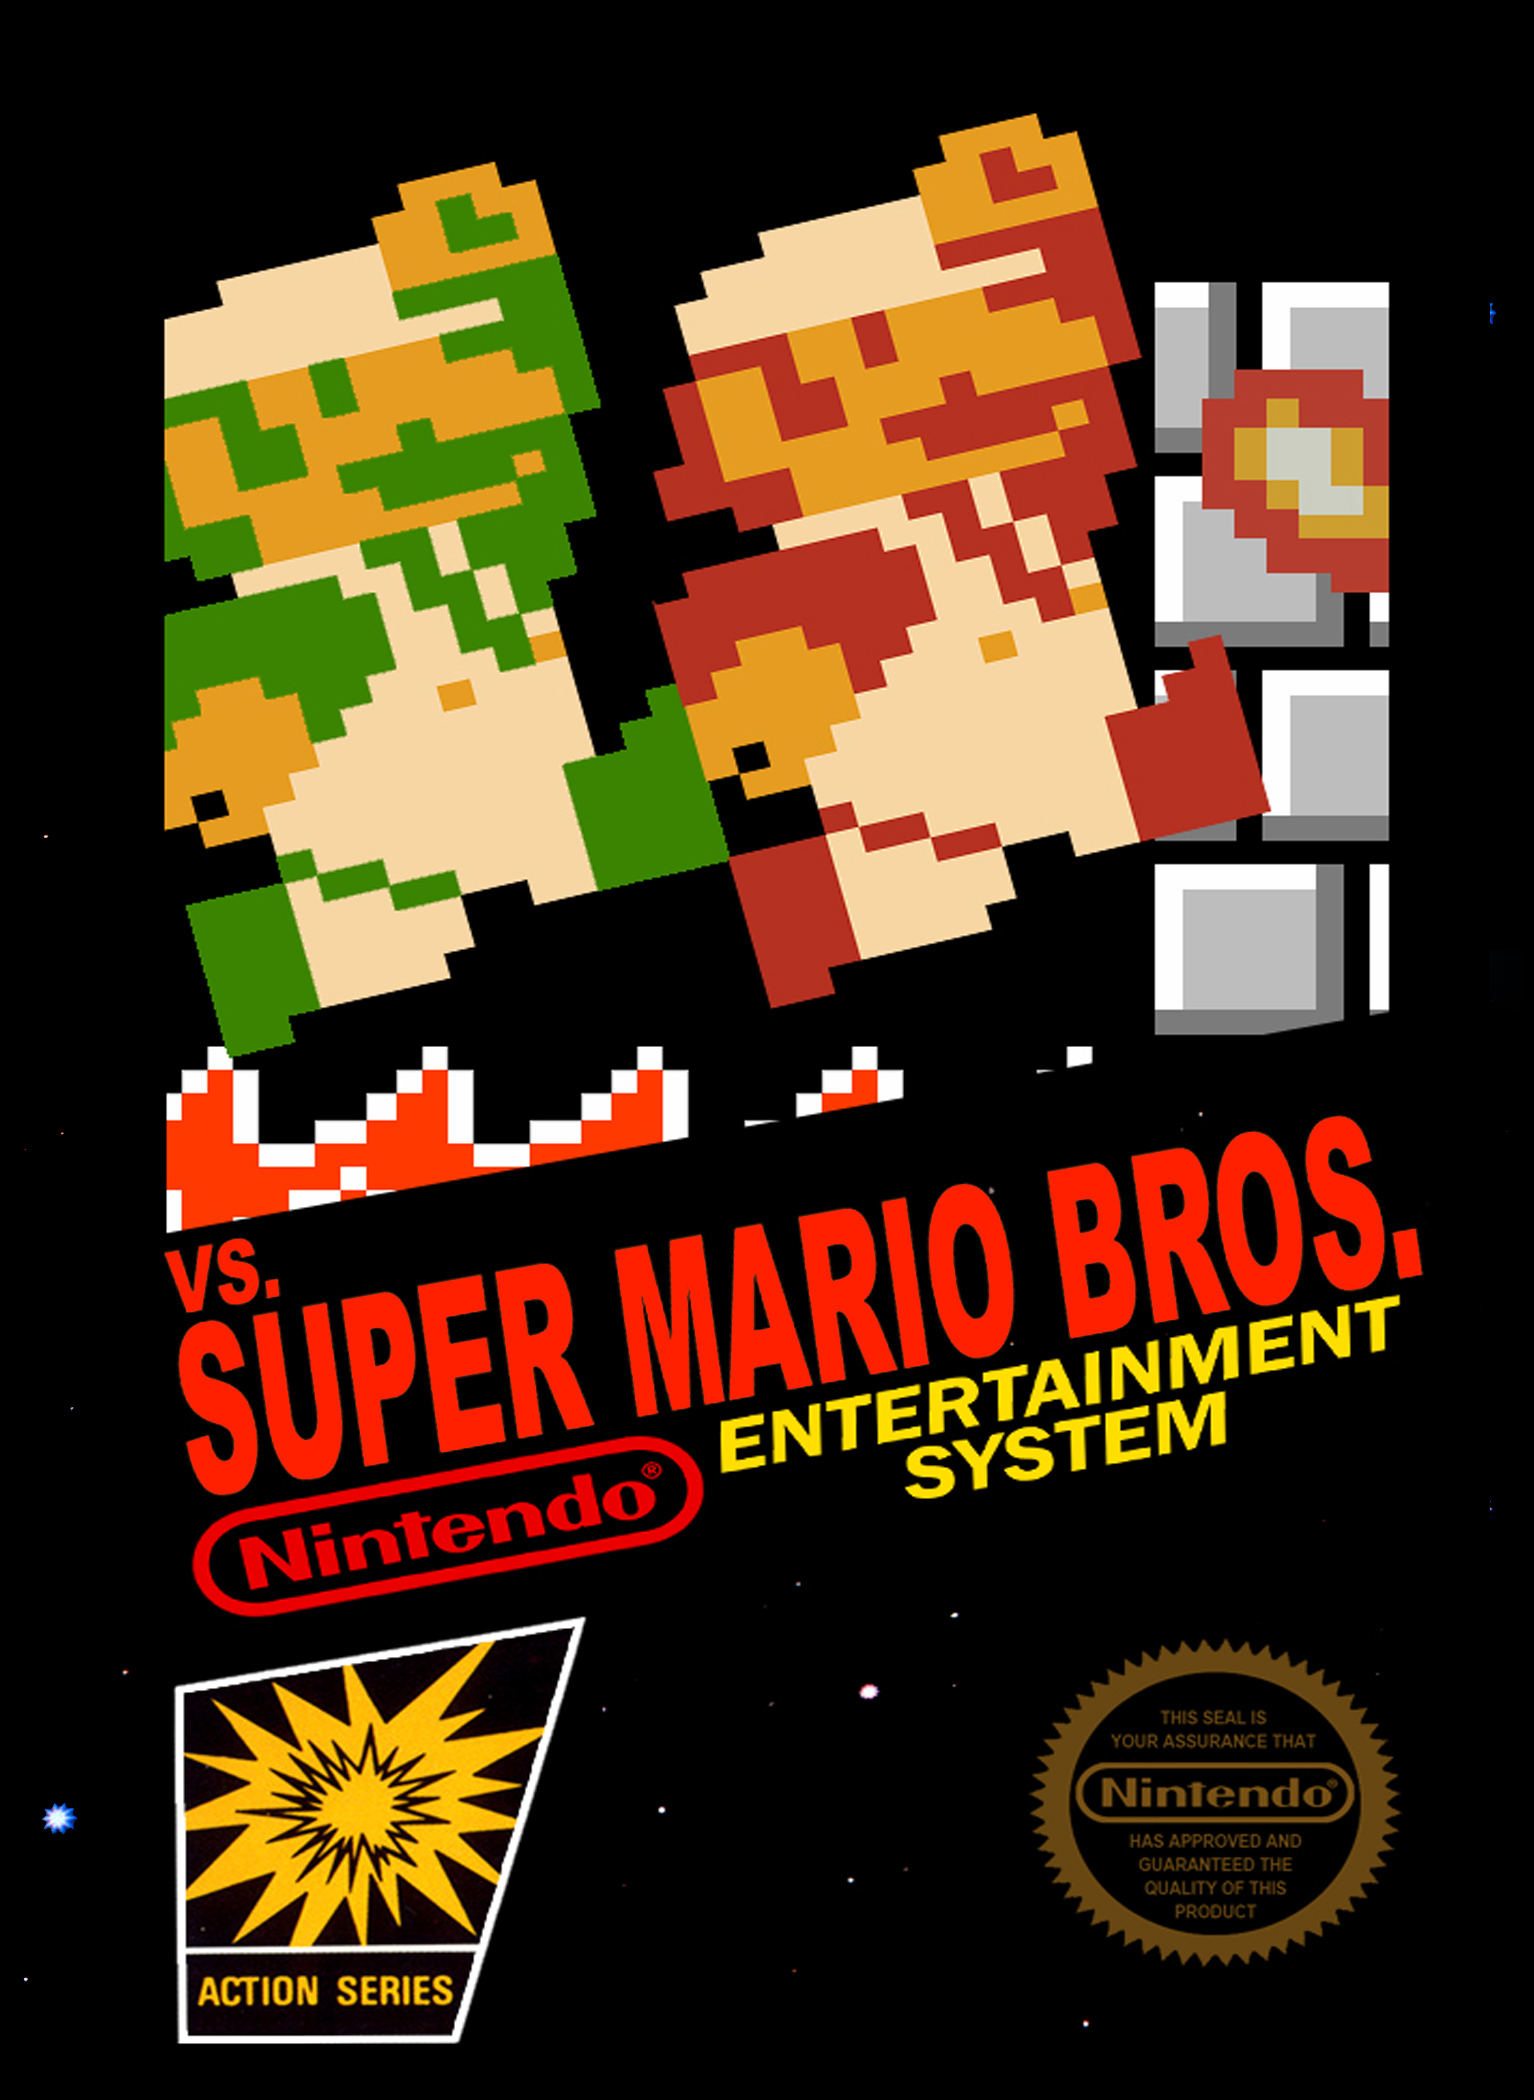 VS.
SUPER MARIO BROS.
ENTERTAINMENT
SYSTEM
Nintendo®
ACTION SERIES
THIS SEAL IS
YOUR ASSURANCE THAT
Nintendo®
HAS APPROVED AND
GUARANTEED THE
QUALITY OF THIS
PRODUCT